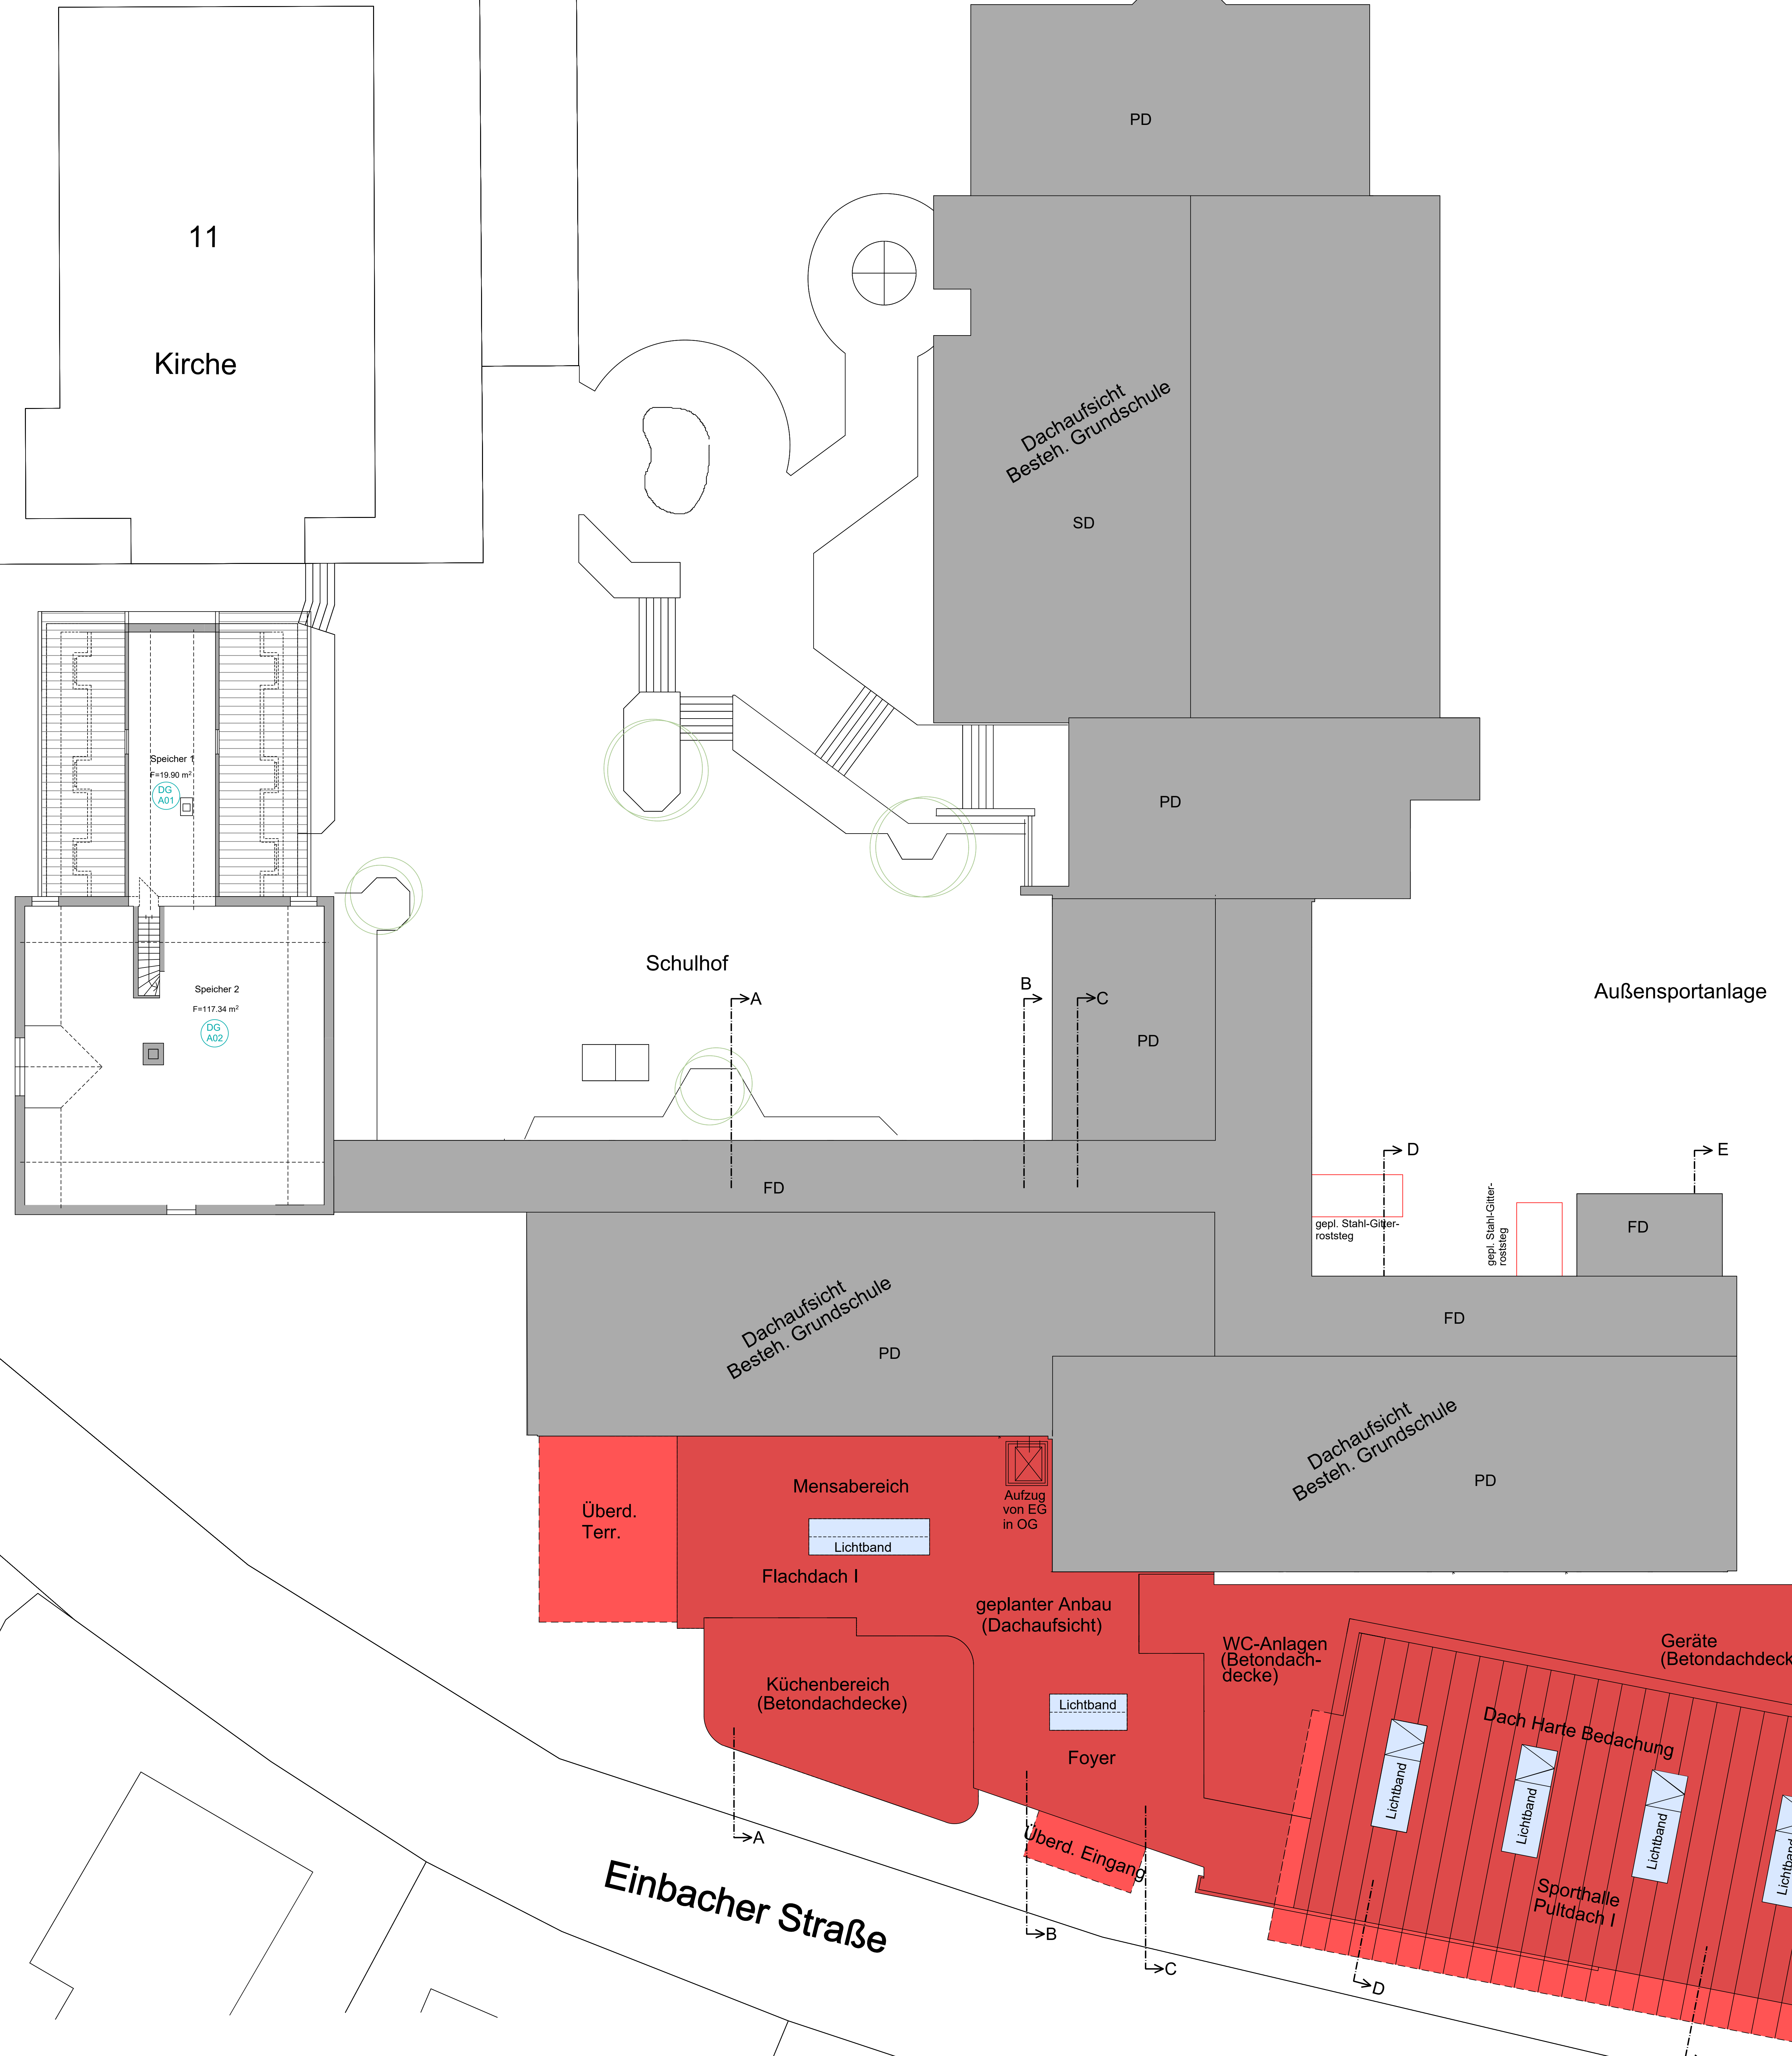 PD
11
Kirche
Dachaufsicht
Besteh. Grundschule
SD
Speicher 1
F=19.90 m²
DG
A01
PD
Schulhof
Außensportanlage
Speicher 2
F=117.34 m²
DG
A02
A
B
C
PD
D
E
FD
gepl. Stahl-Gitter-
roststeg
gepl. Stahl-Gitter-
roststeg
FD
Dachaufsicht
Besteh. Grundschule
PD
FD
Dachaufsicht
Besteh. Grundschule
PD
Überd.
Terr.
Mensabereich
Lichtband
Flachdach I
Aufzug
von EG
in OG
geplanter Anbau
(Dachaufsicht)
WC-Anlagen
(Betondach-
decke)
Geräte
(Betondachdeck
Küchenbereich
(Betondachdecke)
Lichtband
Foyer
Dach Harte Bedachung
Lichtband
Lichtband
Lichtband
Lichtband
Überd. Eingang
Sporthalle
Pultdach I
A
B
C
D
Einbacher Straße